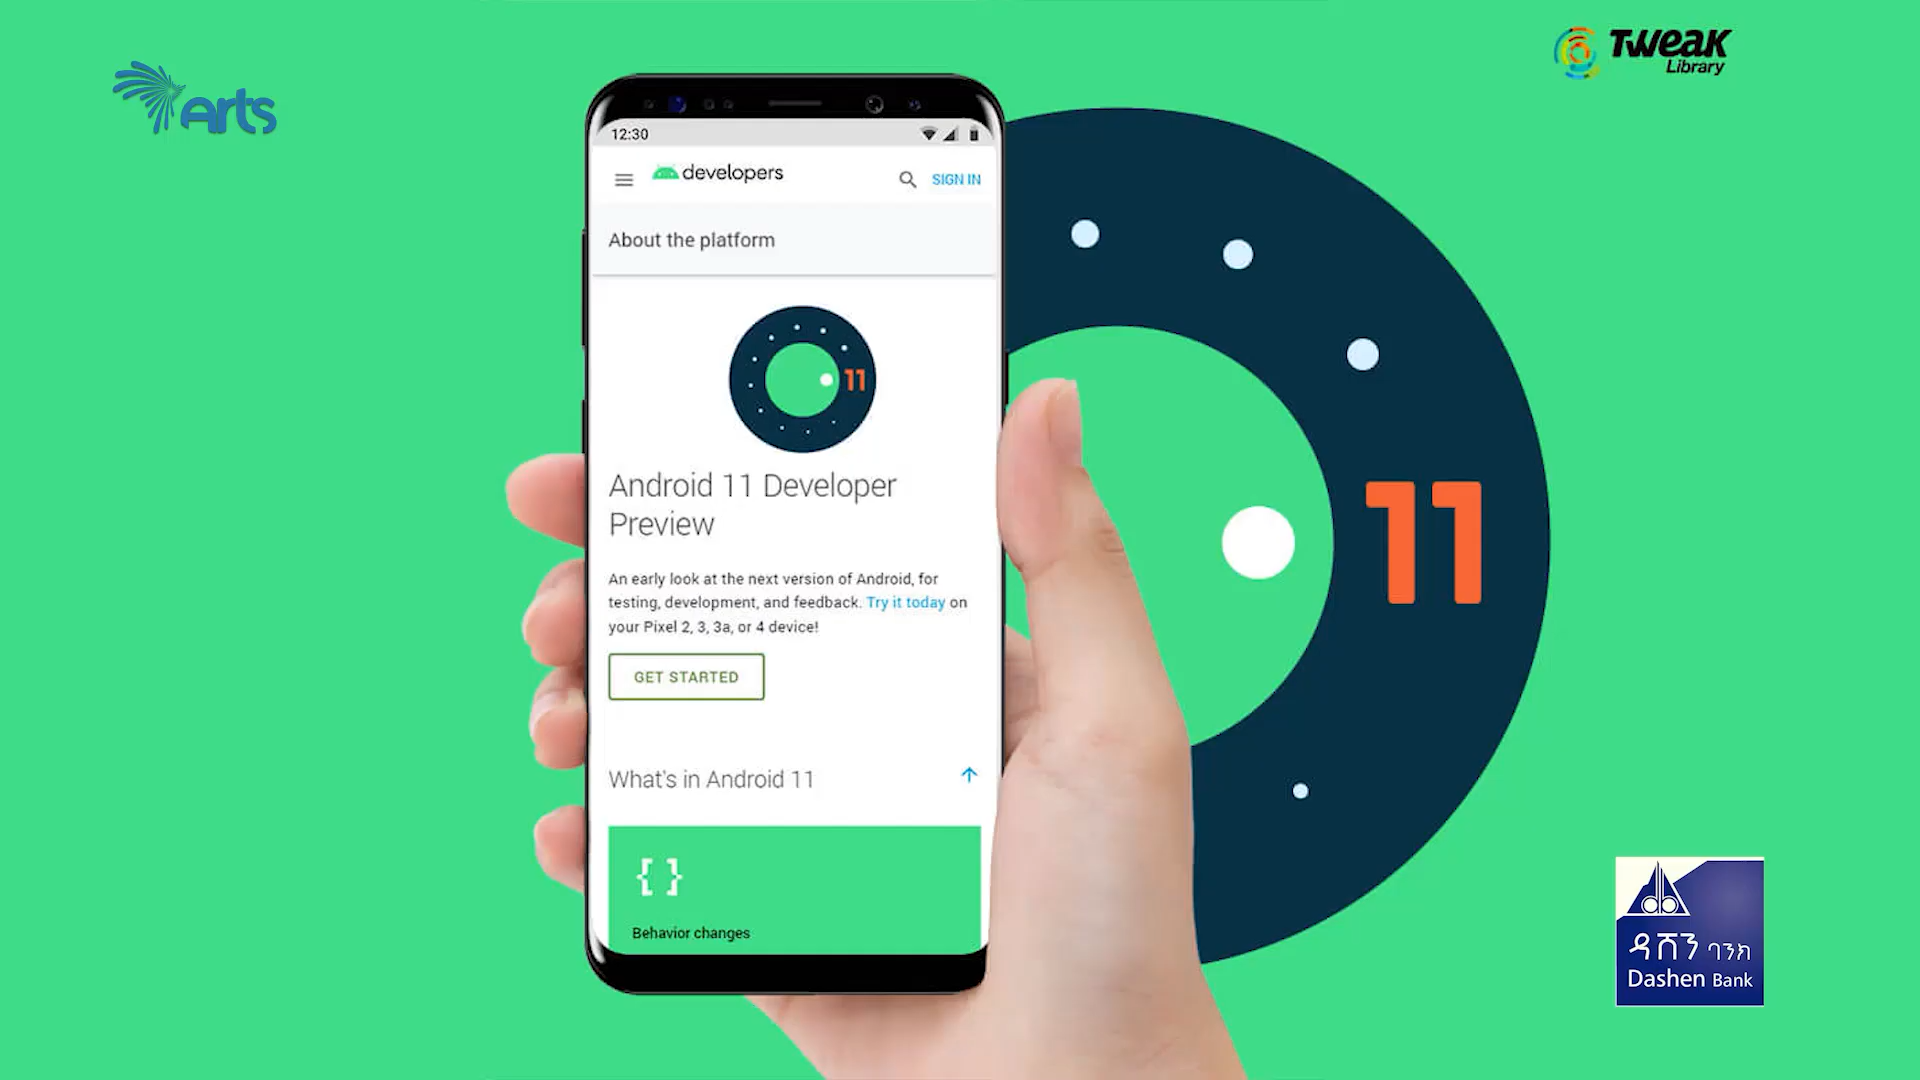 Arts
Tweak
Library
12:30
developers
SIGN IN
About the platform
11
Android 11 Developer
Preview
An early look at the next version of Android, for
testing, development, and feedback. Try it today on
your Pixel 2, 3, 3a, or 4 device!
GET STARTED
What's in Android 11
{ }
Behavior changes
11
ዳሸን ባንክ
Dashen Bank